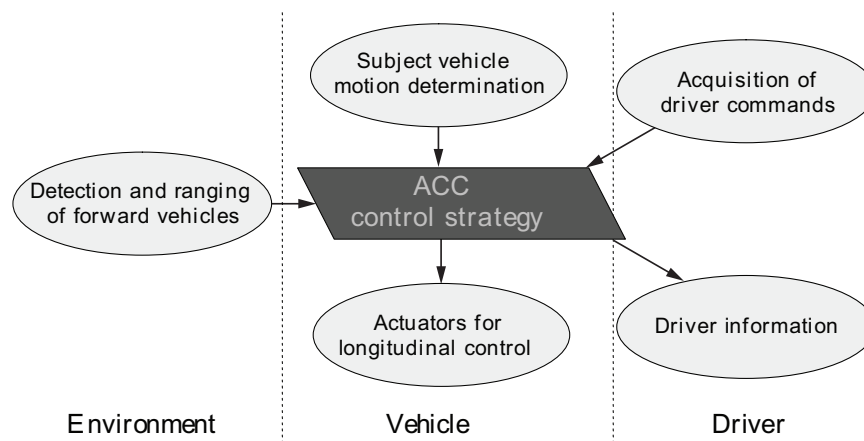 Subject vehicle
motion determination
Acquisition of
driver commands
Detection and ranging
of forward vehicles
ACC
control strategy
Actuators for
longitudinal control
Driver information
Environment
Vehicle
Driver